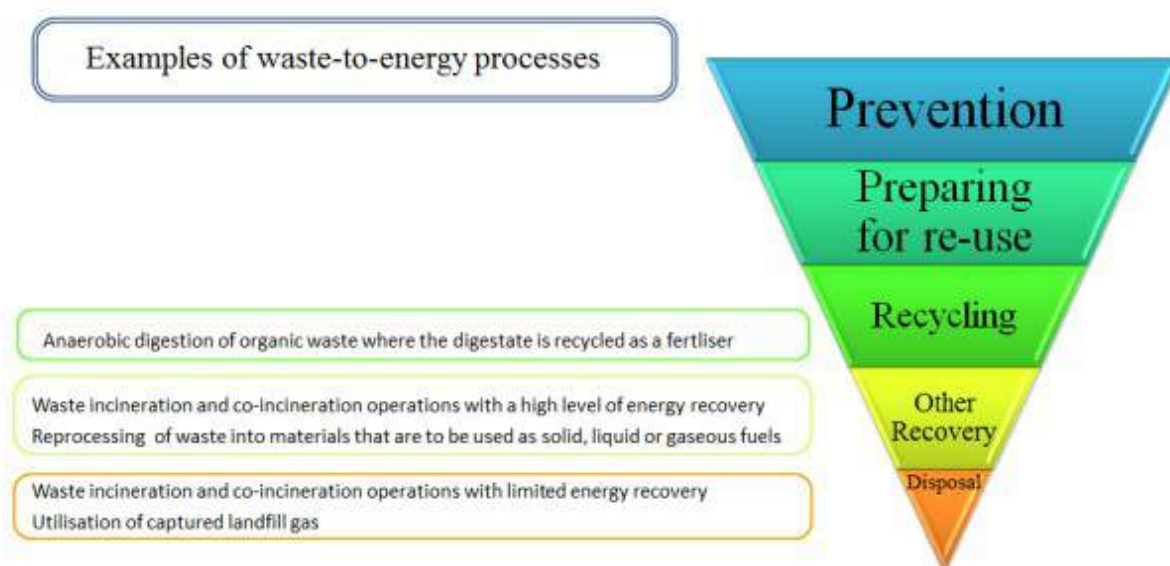 Examples of waste-to-energy processes
Prevention
Preparing
for re-use
Recycling
Anaerobic digestion of organic waste where the digestate is recycled as a fertliser
Other
Recovery
Waste incineration and co-incineration operations with a high level of energy recovery
Reprocessing of waste into materials that are to be used as solid, liquid or gaseous fuels
Disposal
Waste incineration and co-incineration operations with limited energy recovery
Utilisation of captured landfill gas